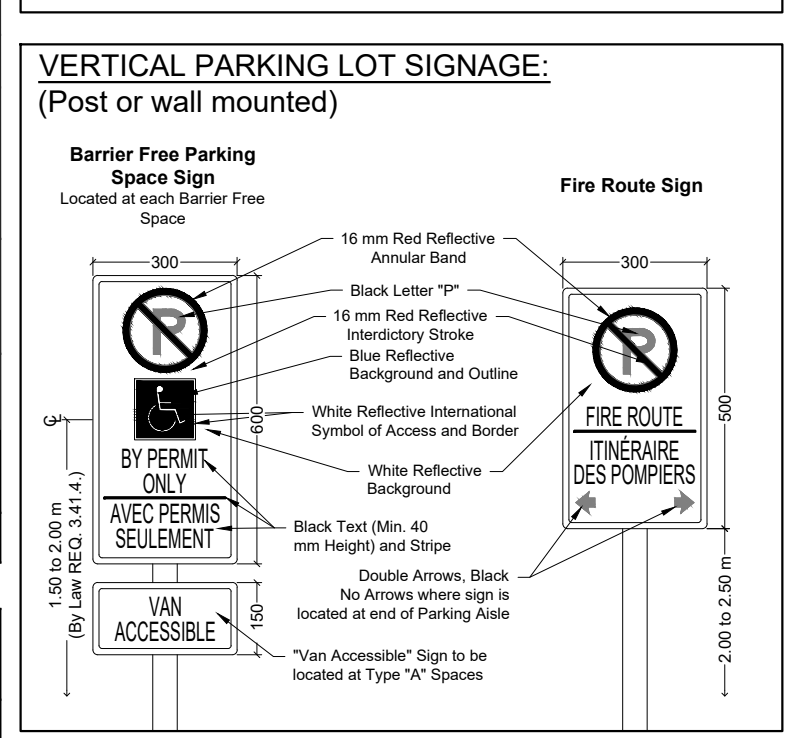 VERTICAL PARKING LOT SIGNAGE:
(Post or wall mounted)
Barrier Free Parking
Space Sign
Located at each Barrier Free
Space
Fire Route Sign
300
600
P
BY PERMIT
ONLY
AVEC PERMIS
SEULEMENT
VAN
ACCESSIBLE
150
℄
1.50 to 2.00 m
(By Law REQ. 3.41.4.)
16 mm Red Reflective
Annular Band
Black Letter "P"
16 mm Red Reflective
Interdictory Stroke
Blue Reflective
Background and Outline
White Reflective International
Symbol of Access and Border
White Reflective
Background
Black Text (Min. 40
mm Height) and Stripe
Double Arrows, Black
No Arrows where sign is
located at end of Parking Aisle
"Van Accessible" Sign to be
located at Type "A" Spaces
300
500
P
FIRE ROUTE
ITINÉRAIRE
DES POMPIERS
2.00 to 2.50 m